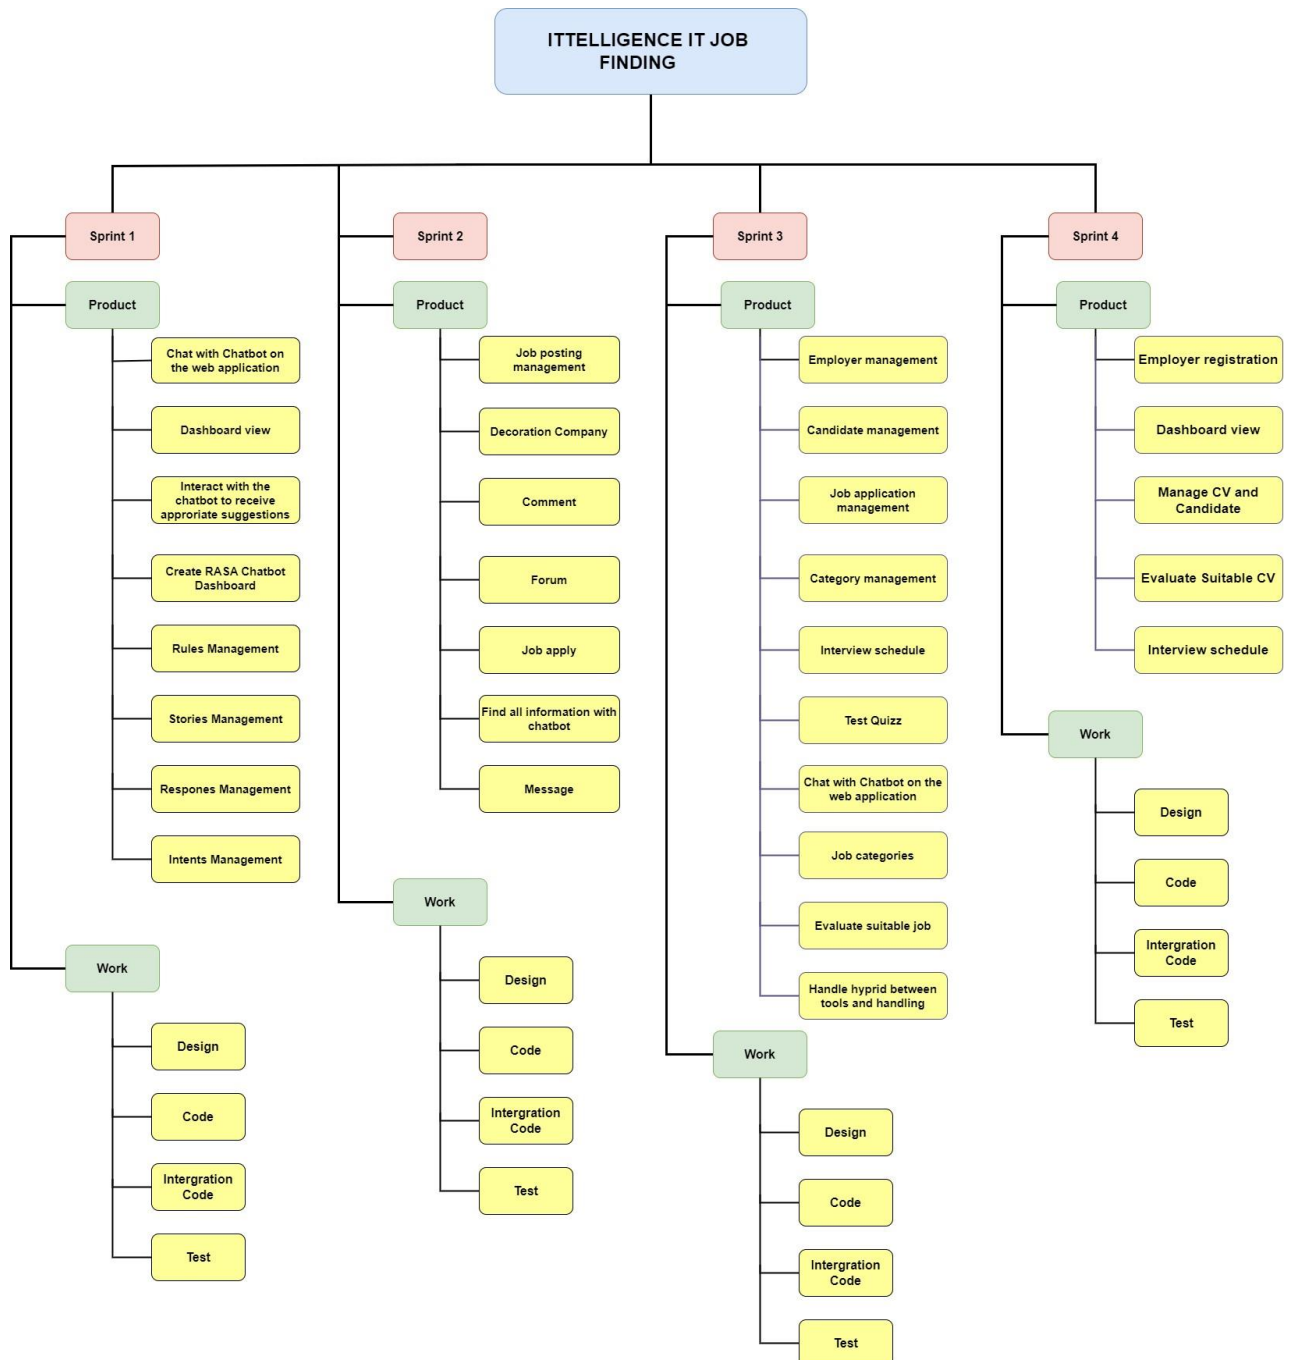 ITTELLIGENCE IT JOB
FINDING
Sprint 1
Product
Chat with Chatbot on
the web application
Dashboard view
Interact with the
chatbot to receive
approriate suggestions
Create RASA Chatbot
Dashboard
Rules Management
Stories Management
Respones Management
Intents Management
Work
Design
Code
Intergration
Code
Test
Sprint 2
Product
Job posting
management
Decoration Company
Comment
Forum
Job apply
Find all information with
chatbot
Message
Work
Design
Code
Intergration
Code
Test
Sprint 3
Product
Employer management
Candidate management
Job application
management
Category management
Interview schedule
Test Quizz
Chat with Chatbot on the
web application
Job categories
Evaluate suitable job
Handle hyprid between
tools and handling
Work
Design
Code
Intergration
Code
Test
Sprint 4
Product
Employer registration
Dashboard view
Manage CV and
Candidate
Evaluate Suitable CV
Interview schedule
Work
Design
Code
Intergration
Code
Test